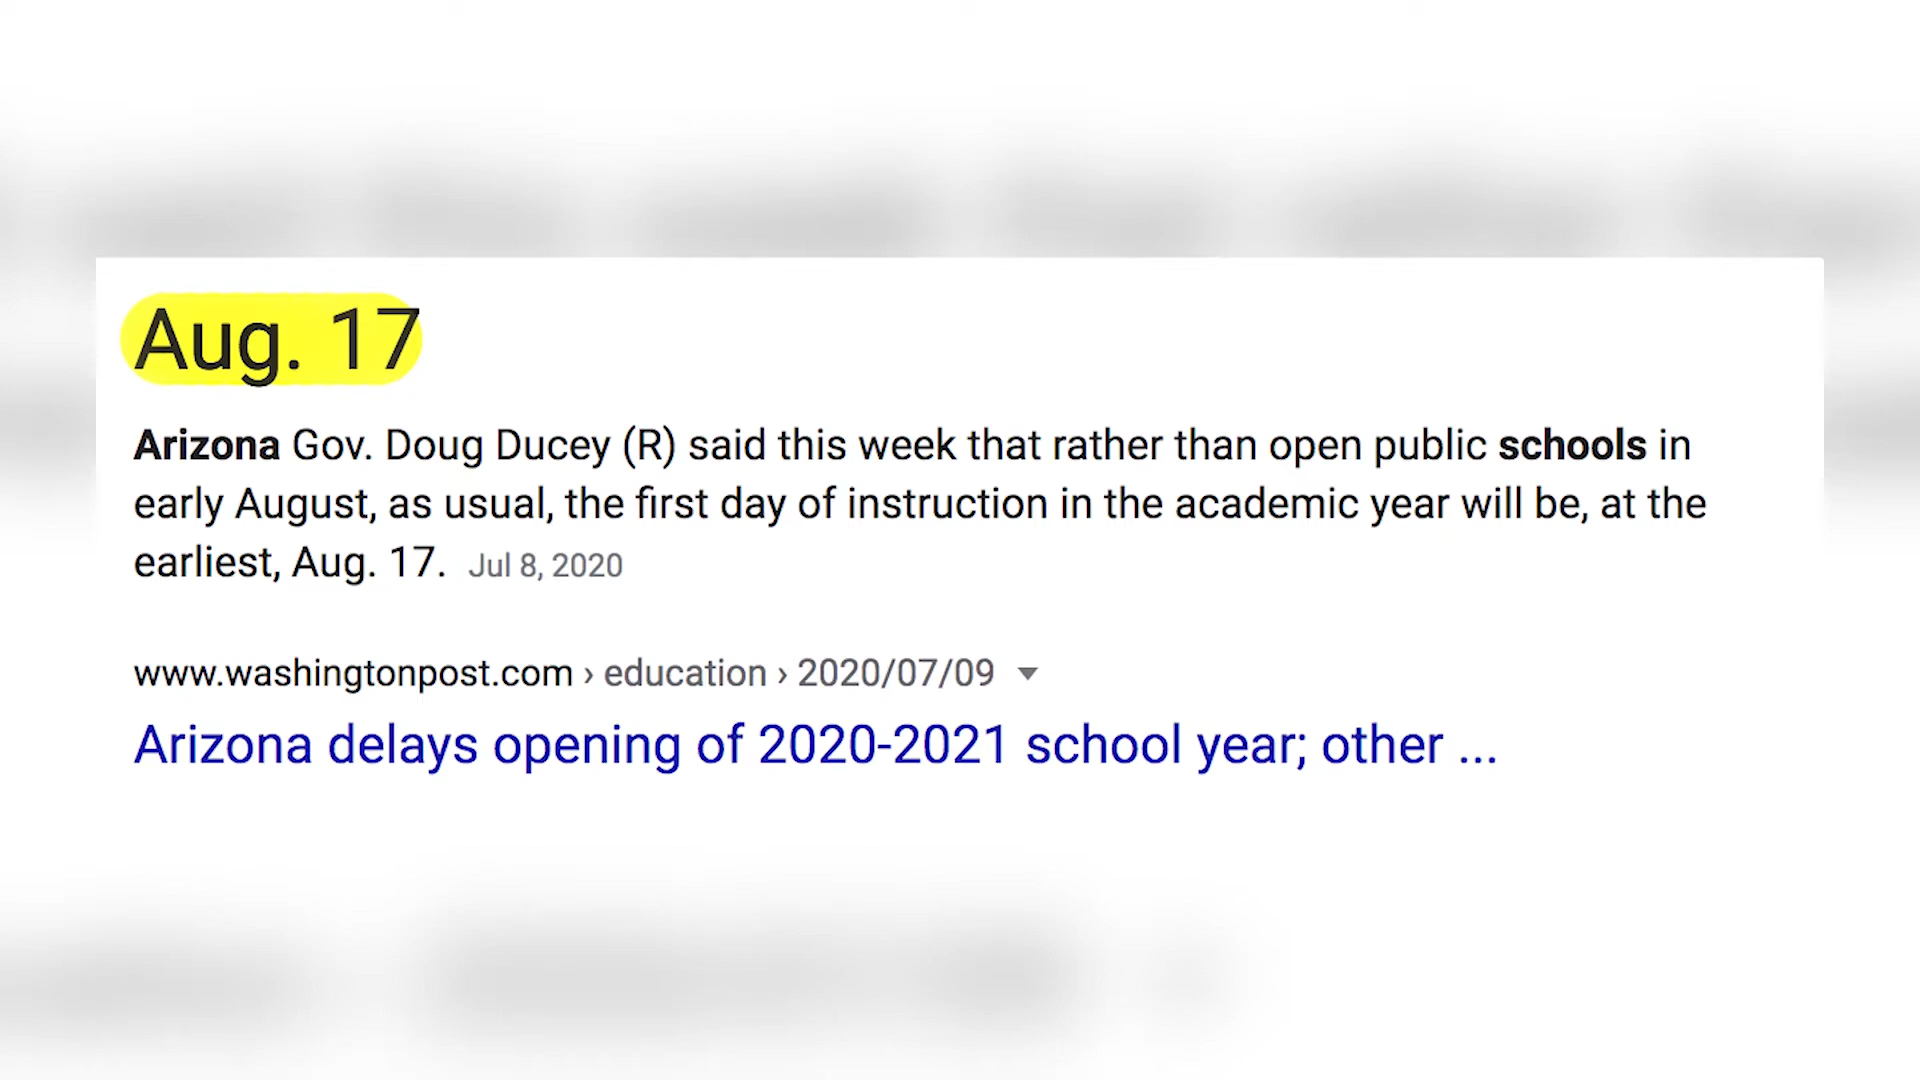 Aug. 17
Arizona Gov. Doug Ducey (R) said this week that rather than open public schools in
early August, as usual, the first day of instruction in the academic year will be, at the
earliest, Aug. 17. Jul 8, 2020
www.washingtonpost.com › education › 2020/07/09
Arizona delays opening of 2020-2021 school year; other ...